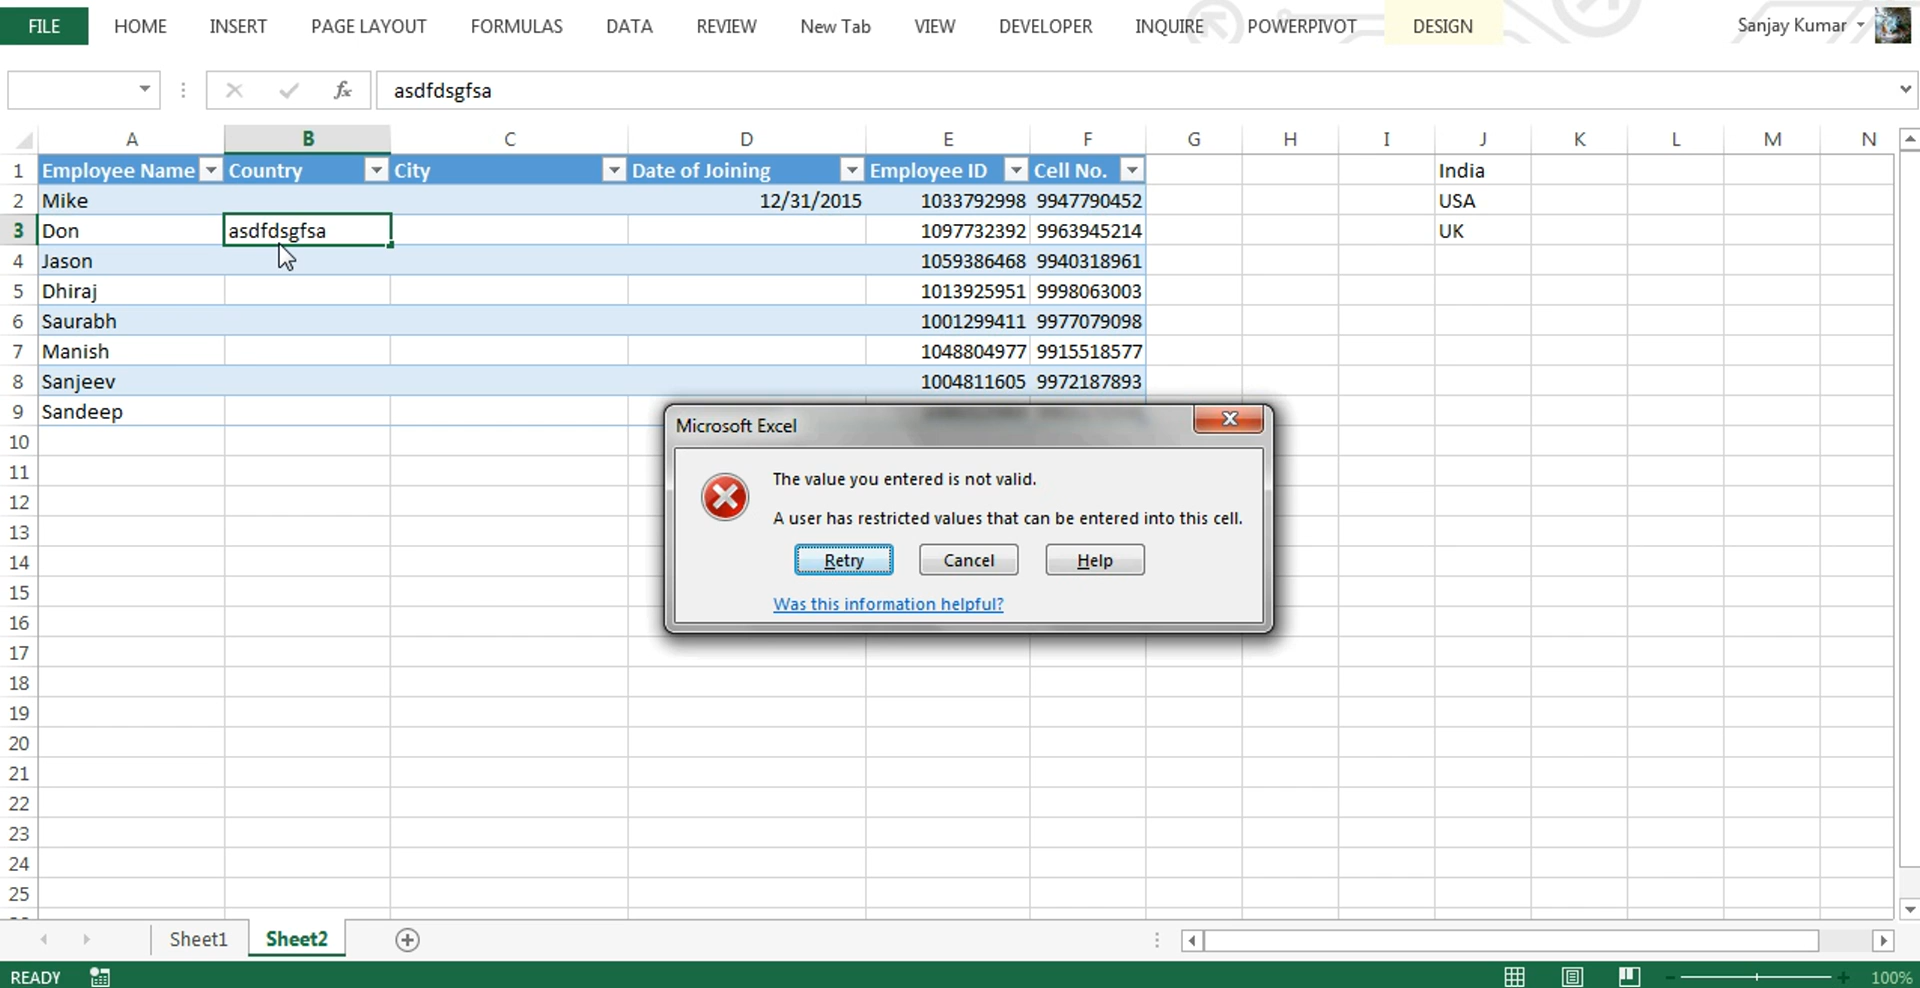 FILE HOME INSERT PAGE LAYOUT FORMULAS DATA REVIEW New Tab VIEW DEVELOPER INQUIRE POWERPIVOT DESIGN Sanjay Kumar
fx asdfdsgfsa
A B C D E F G H I J K L M N
1 Employee Name Country City Date of Joining Employee ID Cell No. India
2 Mike 12/31/2015 1033792998 9947790452 USA
3 Don asdfdsgfsa 1097732392 9963945214 UK
4 Jason 1059386468 9940318961
5 Dhiraj 1013925951 9998063003
6 Saurabh 1001299411 9977079098
7 Manish 1048804977 9915518577
8 Sanjeev 1004811605 9972187893
9 Sandeep
Microsoft Excel
The value you entered is not valid.
A user has restricted values that can be entered into this cell.
Retry Cancel Help
Was this information helpful?
10
11
12
13
14
15
16
17
18
19
20
21
22
23
24
25
Sheet1 Sheet2
READY 100%